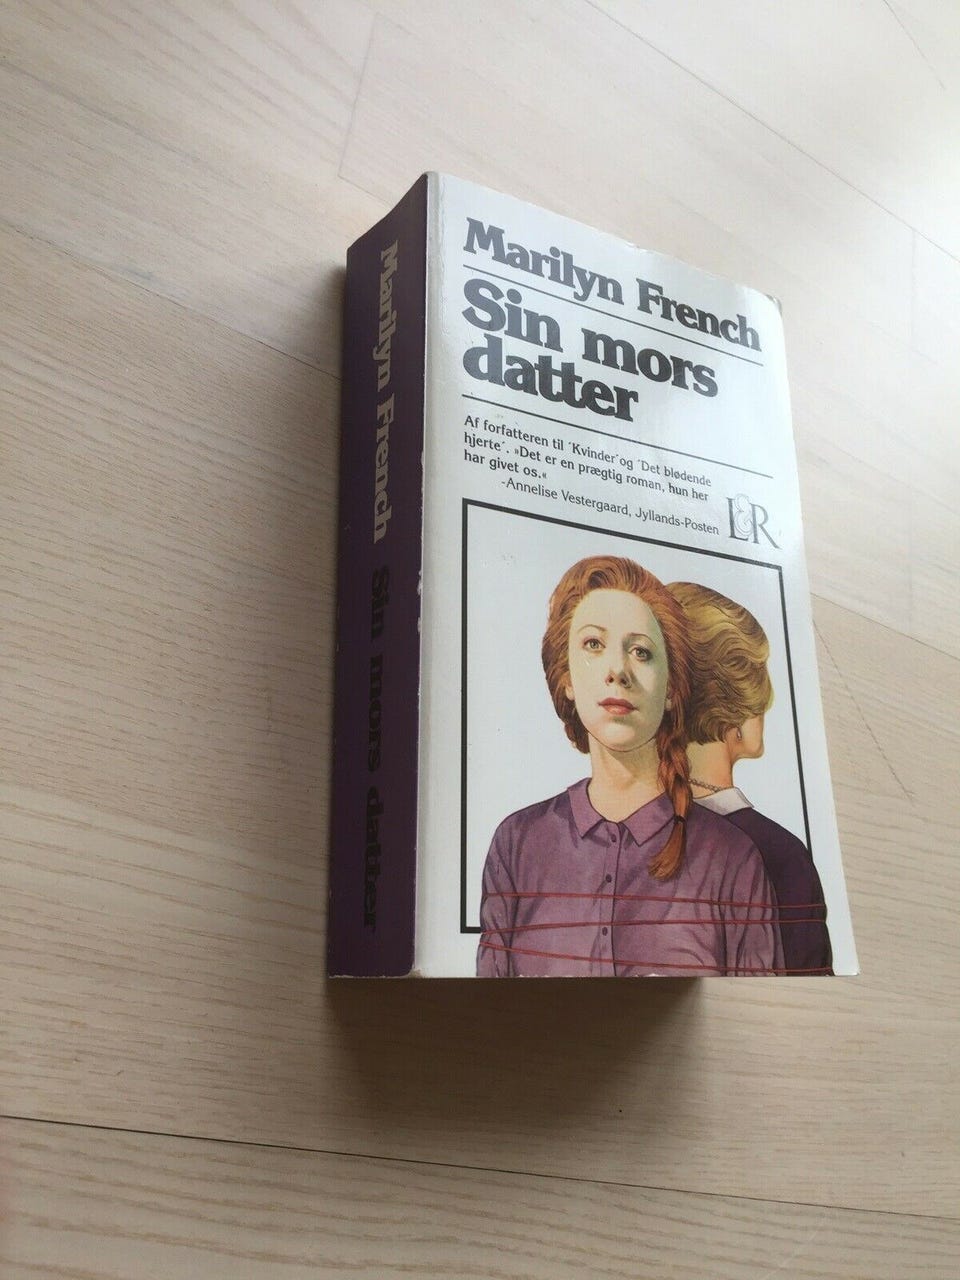 Marilyn French
Sin mors
datter
Af forfatteren til ´Kvinder´og ´Det blødende
hjerte´. »Det er en prægtig roman, hun her
har givet os.«
-Annelise Vestergaard, Jyllands-Posten
L&R
Marilyn French Sin mors datter